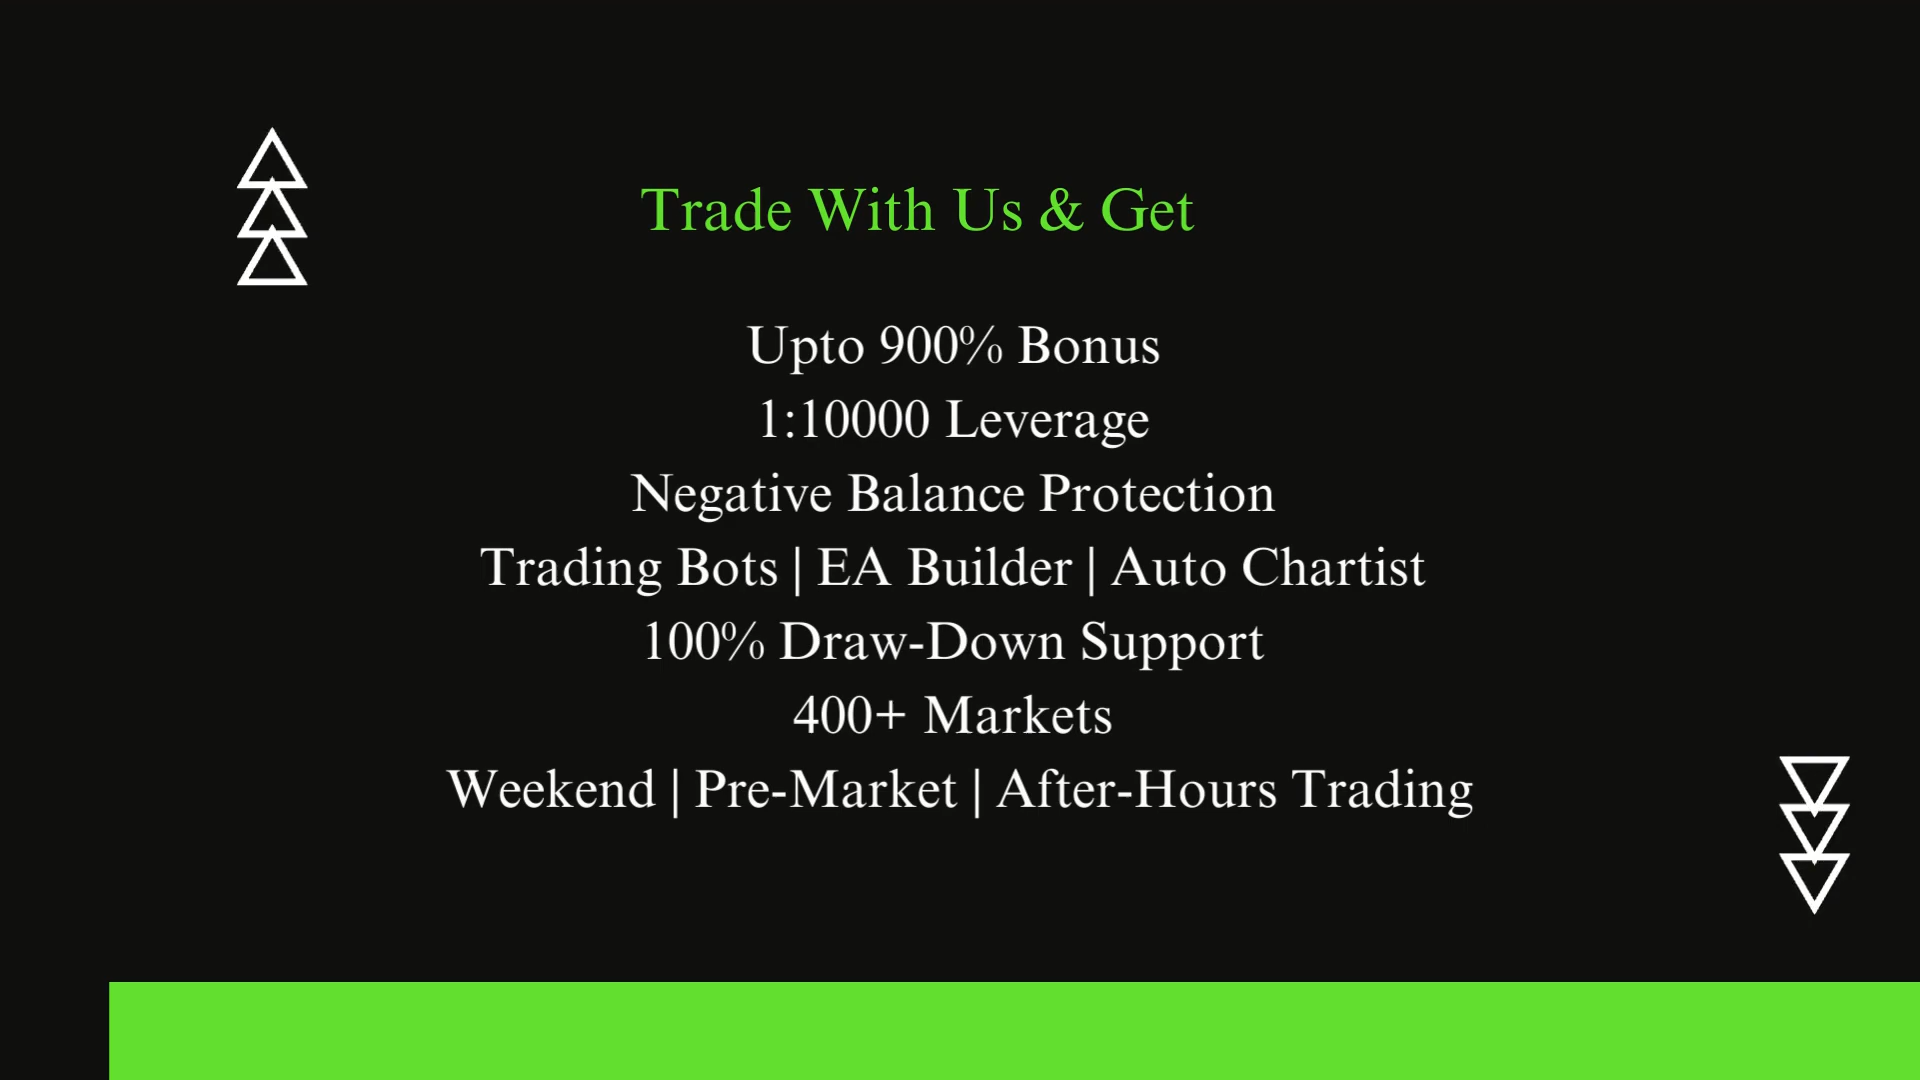 Trade With Us & Get
Upto 900% Bonus
1:10000 Leverage
Negative Balance Protection
Trading Bots | EA Builder | Auto Chartist
100% Draw-Down Support
400+ Markets
Weekend | Pre-Market | After-Hours Trading